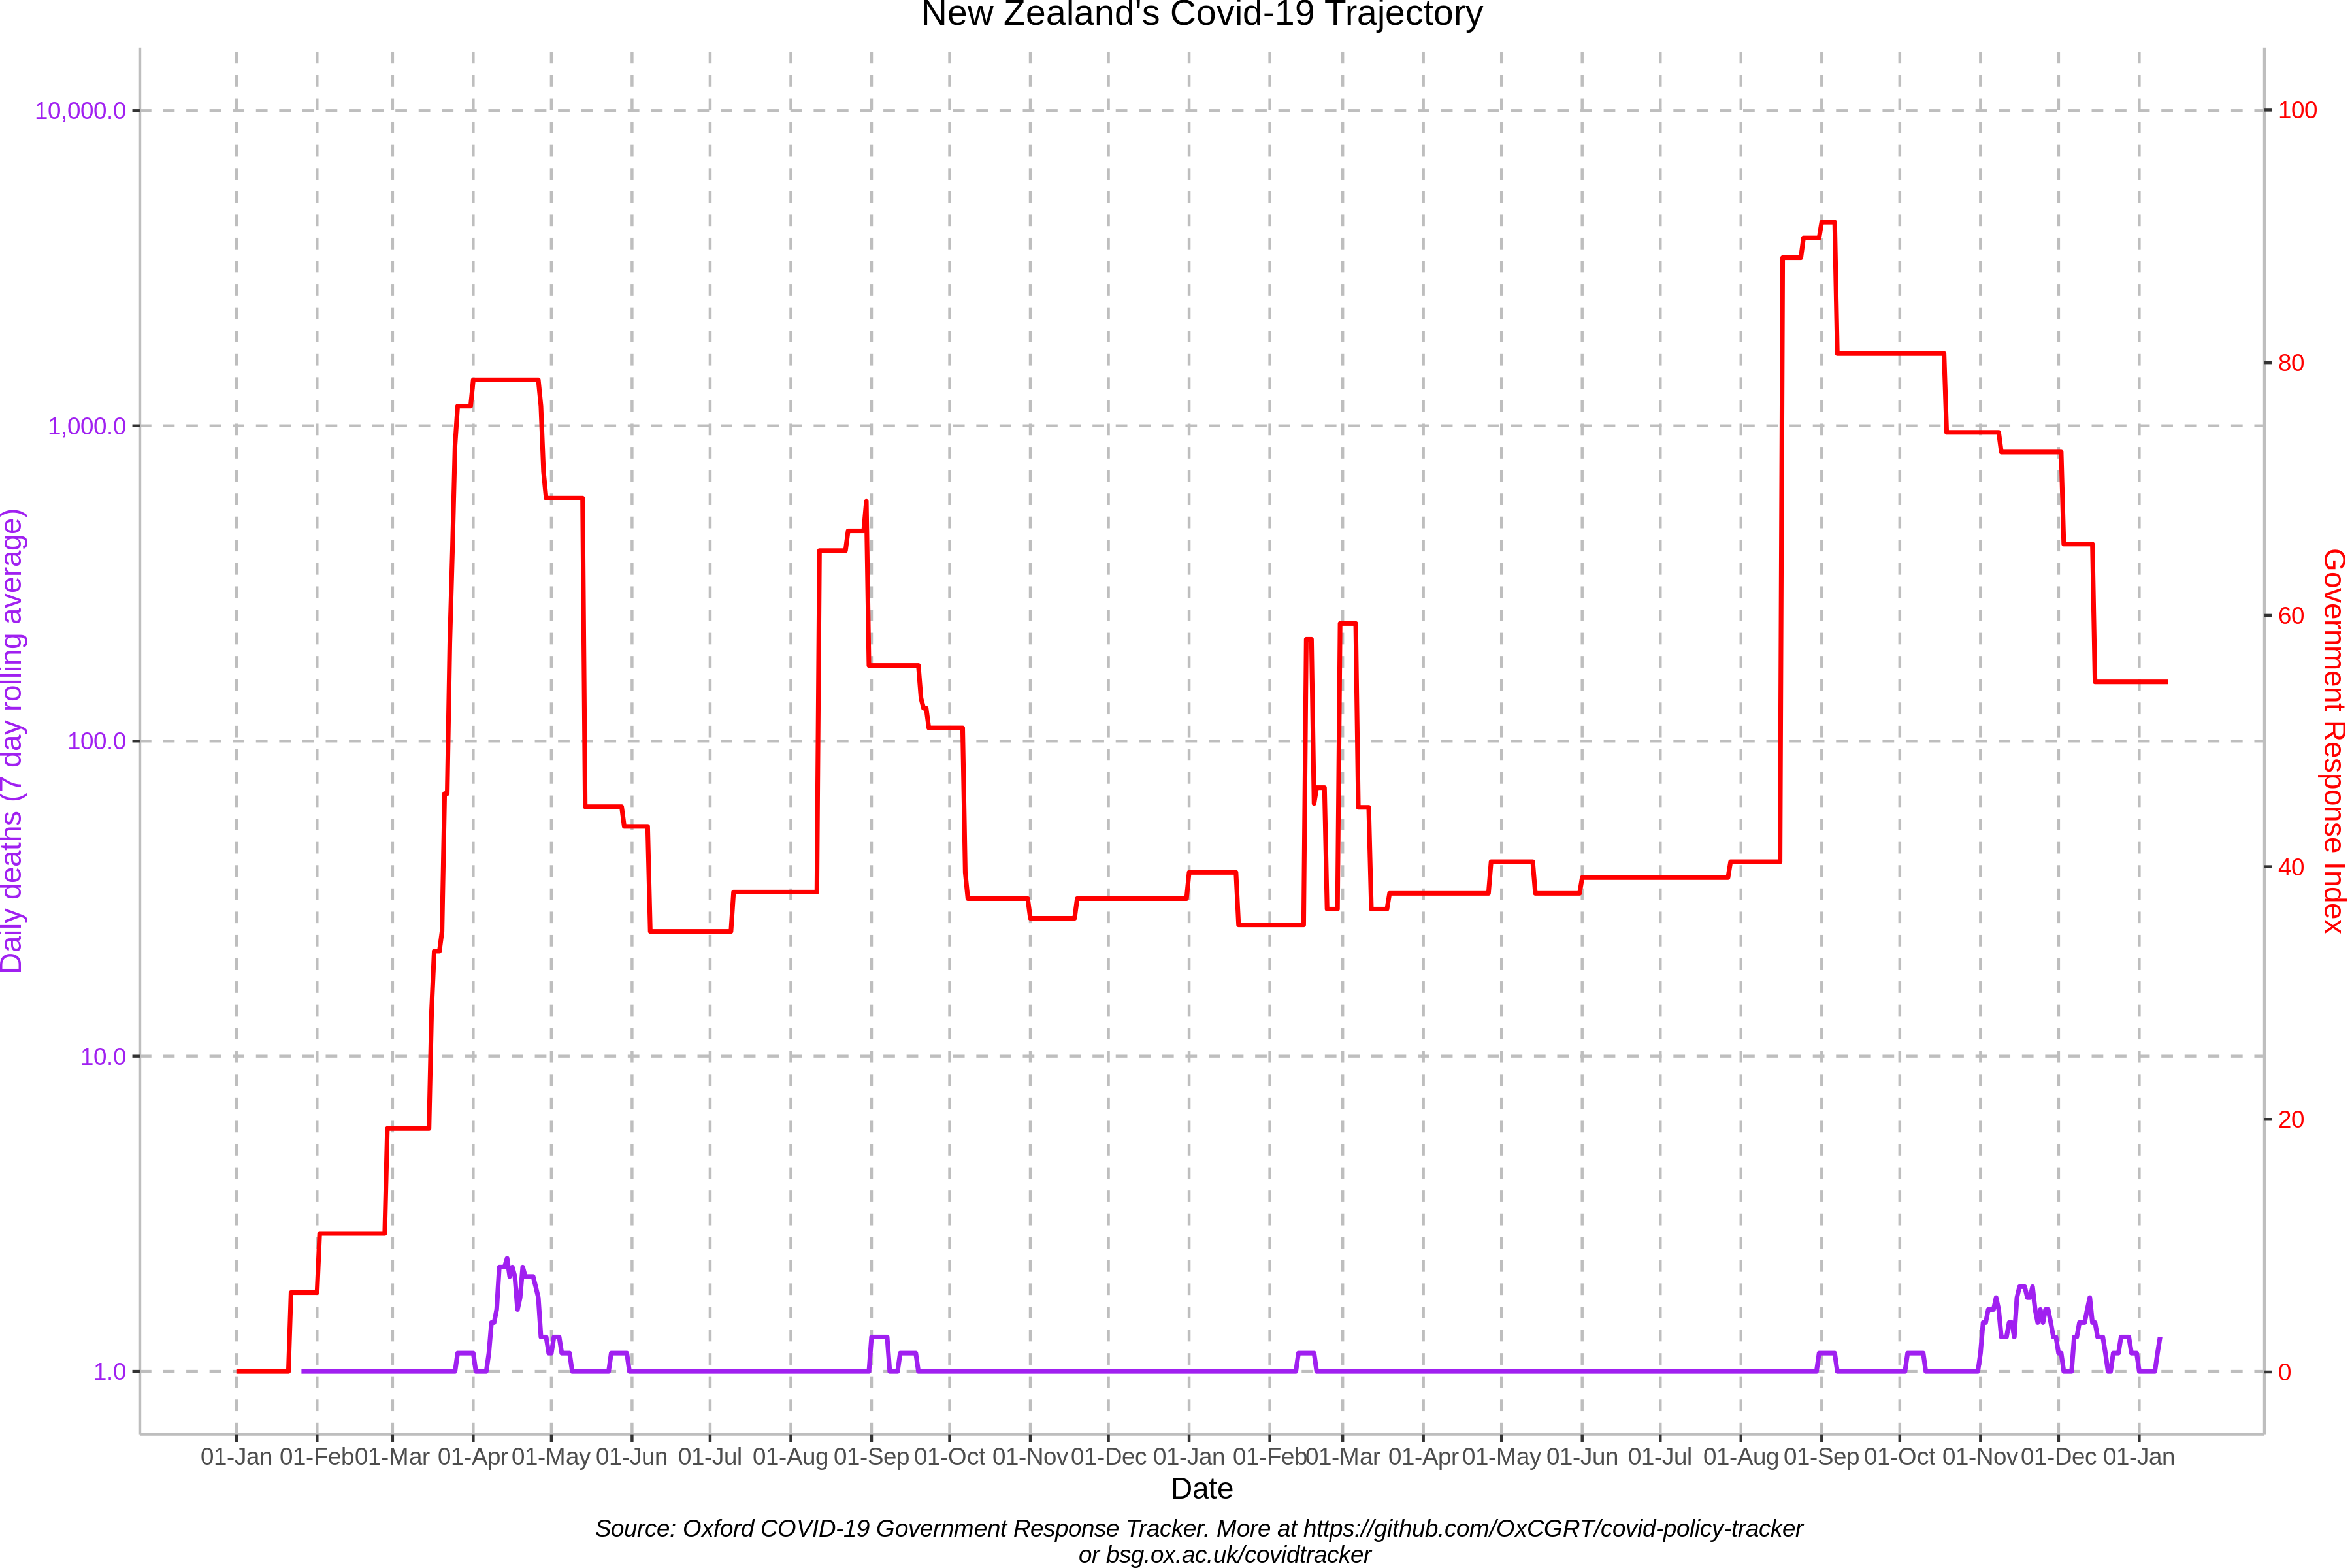 New Zealand's Covid-19 Trajectory
10,000.0
1,000.0
100.0
10.0
1.0
Daily deaths (7 day rolling average)
100
80
60
40
20
0
Government Response Index
01-Jan 01-Feb 01-Mar 01-Apr 01-May 01-Jun 01-Jul 01-Aug 01-Sep 01-Oct 01-Nov 01-Dec 01-Jan 01-Feb 01-Mar 01-Apr 01-May 01-Jun 01-Jul 01-Aug 01-Sep 01-Oct 01-Nov 01-Dec 01-Jan
Date
Source: Oxford COVID-19 Government Response Tracker. More at https://github.com/OxCGRT/covid-policy-tracker
or bsg.ox.ac.uk/covidtracker